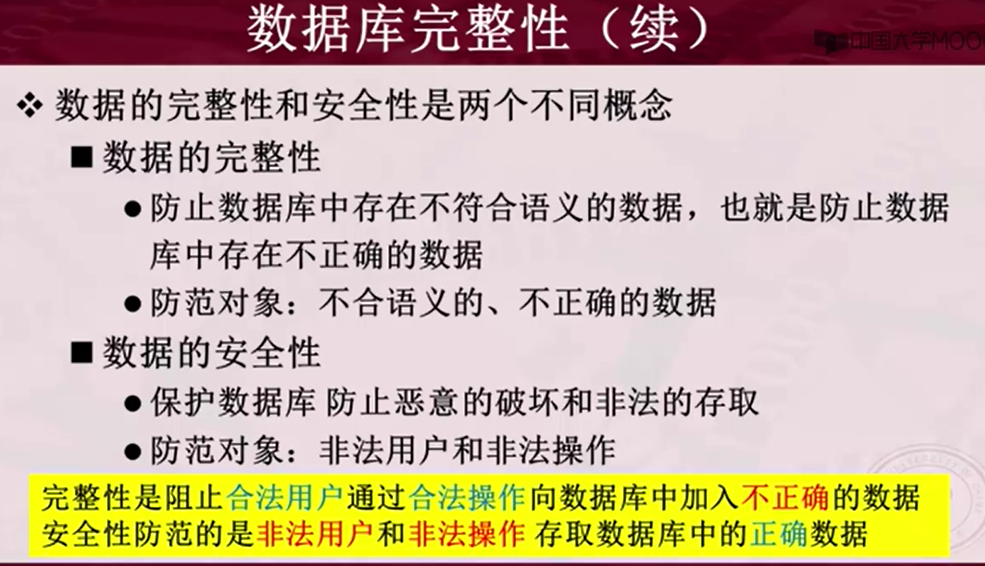 数据库完整性（续）
中国大学MOOC
❖ 数据的完整性和安全性是两个不同概念
■ 数据的完整性
● 防止数据库中存在不符合语义的数据，也就是防止数据
库中存在不正确的数据
● 防范对象：不合语义的、不正确的数据
■ 数据的安全性
● 保护数据库 防止恶意的破坏和非法的存取
● 防范对象：非法用户和非法操作
完整性是阻止合法用户通过合法操作向数据库中加入不正确的数据
安全性防范的是非法用户和非法操作 存取数据库中的正确数据